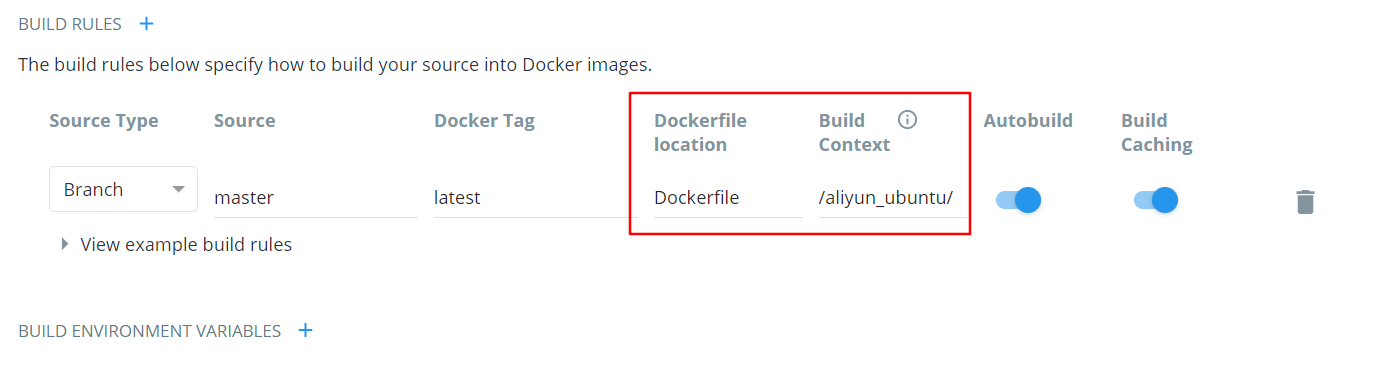 BUILD RULES +
The build rules below specify how to build your source into Docker images.
Source Type Source Docker Tag Dockerfile location Build Context Autobuild Build Caching
Branch master latest Dockerfile /aliyun_ubuntu/
View example build rules
BUILD ENVIRONMENT VARIABLES +